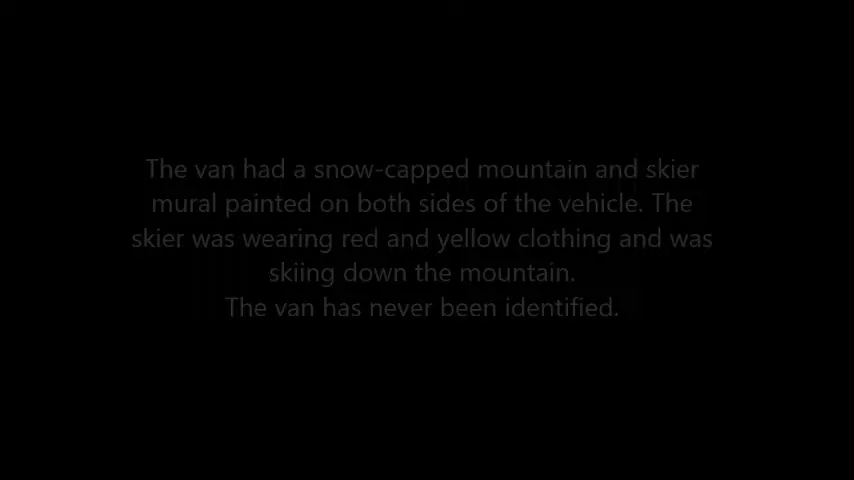 The van had a snow-capped mountain and skier
mural painted on both sides of the vehicle. The
skier was wearing red and yellow clothing and was
skiing down the mountain.
The van has never been identified.